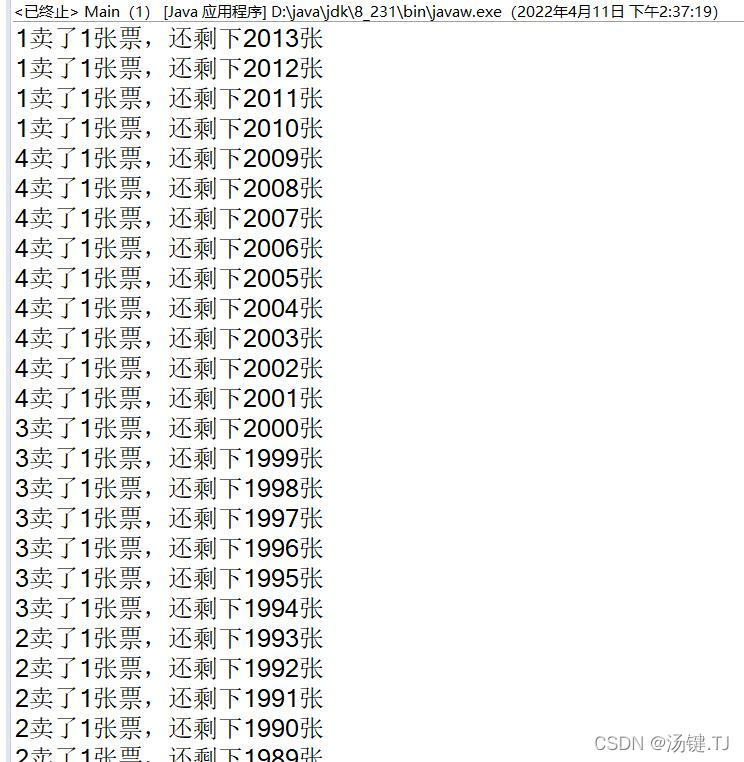 <已终止> Main（1） [Java 应用程序] D:\java\jdk\8_231\bin\javaw.exe（2022年4月11日 下午2:37:19）
1卖了1张票，还剩下2013张
1卖了1张票，还剩下2012张
1卖了1张票，还剩下2011张
1卖了1张票，还剩下2010张
4卖了1张票，还剩下2009张
4卖了1张票，还剩下2008张
4卖了1张票，还剩下2007张
4卖了1张票，还剩下2006张
4卖了1张票，还剩下2005张
4卖了1张票，还剩下2004张
4卖了1张票，还剩下2003张
4卖了1张票，还剩下2002张
4卖了1张票，还剩下2001张
3卖了1张票，还剩下2000张
3卖了1张票，还剩下1999张
3卖了1张票，还剩下1998张
3卖了1张票，还剩下1997张
3卖了1张票，还剩下1996张
3卖了1张票，还剩下1995张
3卖了1张票，还剩下1994张
2卖了1张票，还剩下1993张
2卖了1张票，还剩下1992张
2卖了1张票，还剩下1991张
2卖了1张票，还剩下1990张
2卖了1张票，还剩下1989张
CSDN @汤键.TJ